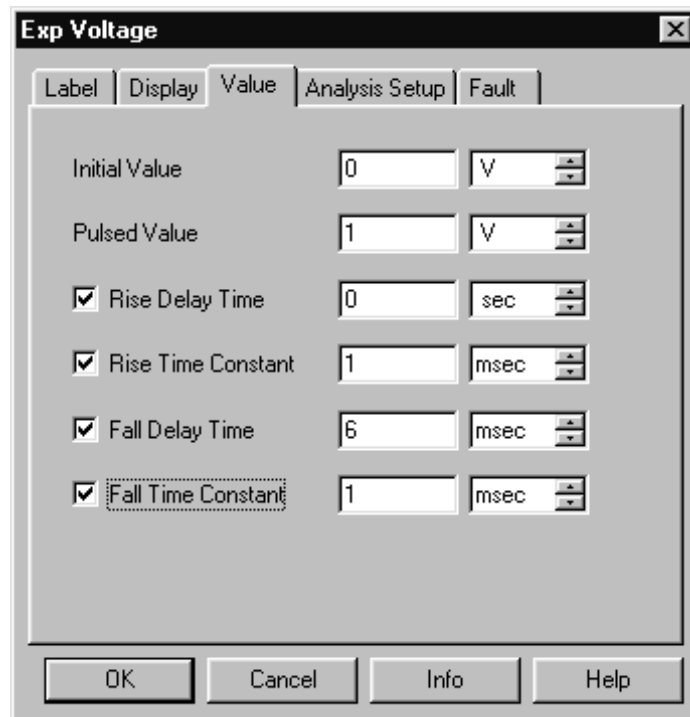 Exp Voltage
Label Display Value Analysis Setup Fault
Initial Value 0 V
Pulsed Value 1 V
Rise Delay Time 0 sec
Rise Time Constant 1 msec
Fall Delay Time 6 msec
Fall Time Constant 1 msec
OK Cancel Info Help